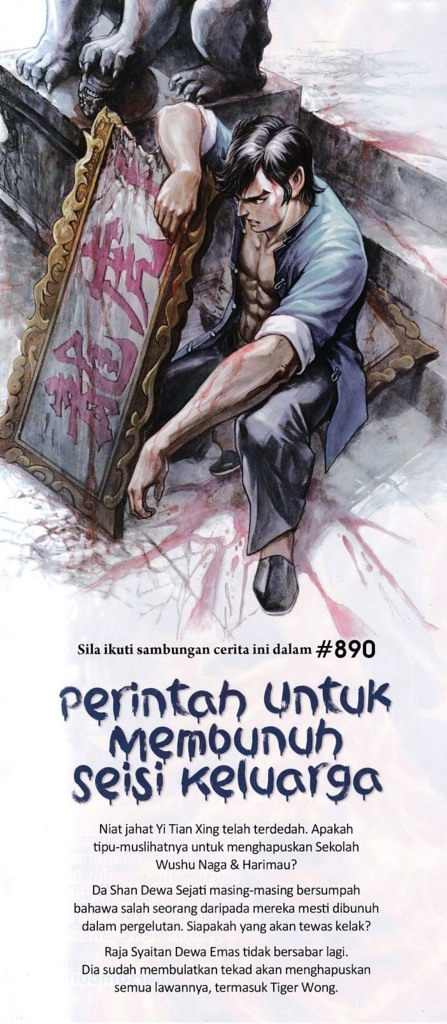 龍虎
Sila ikuti sambungan cerita ini dalam #890
Perintah Untuk
Membunuh
Seisi Keluarga
Niat jahat Yi Tian Xing telah terdedah. Apakah
tipu-muslihatnya untuk menghapuskan Sekolah
Wushu Naga & Harimau?
Da Shan Dewa Sejati masing-masing bersumpah
bahawa salah seorang daripada mereka mesti dibunuh
dalam pergelutan. Siapakah yang akan tewas kelak?
Raja Syaitan Dewa Emas tidak bersabar lagi.
Dia sudah membulatkan tekad akan menghapuskan
semua lawannya, termasuk Tiger Wong.